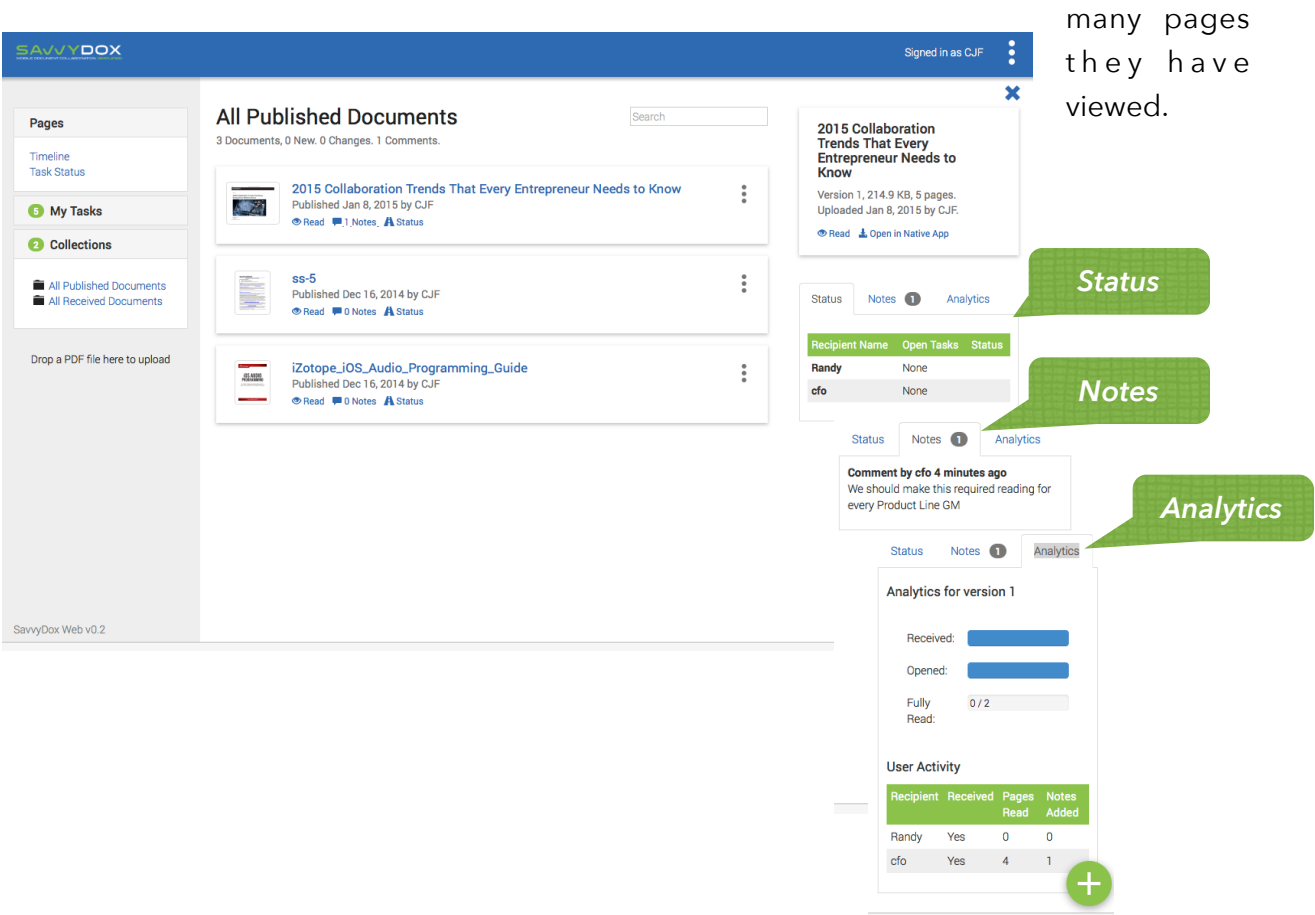 many pages
they have
viewed.
SAVVYDOX
Signed in as CJF
Pages
Timeline
Task Status
5 My Tasks
2 Collections
All Published Documents
All Received Documents
Drop a PDF file here to upload
SavvyDox Web v0.2
All Published Documents
Search
3 Documents, 0 New. 0 Changes. 1 Comments.
2015 Collaboration Trends That Every Entrepreneur Needs to Know
Published Jan 8, 2015 by CJF
Read 1 Notes Status
ss-5
Published Dec 16, 2014 by CJF
Read 0 Notes Status
iZotope_iOS_Audio_Programming_Guide
Published Dec 16, 2014 by CJF
Read 0 Notes Status
IOS AUDIO
PROGRAMMING
2015 Collaboration
Trends That Every
Entrepreneur Needs to
Know
Version 1, 214.9 KB, 5 pages.
Uploaded Jan 8, 2015 by CJF.
Read Open in Native App
Status
Status Notes 1 Analytics
Recipient Name Open Tasks Status
Randy None
cfo None
Notes
Status Notes 1 Analytics
Comment by cfo 4 minutes ago
We should make this required reading for
every Product Line GM
Analytics
Status Notes 1 Analytics
Analytics for version 1
Received:
Opened:
Fully 0 / 2
Read:
User Activity
Recipient Received Pages Notes
Read Added
Randy Yes 0 0
cfo Yes 4 1